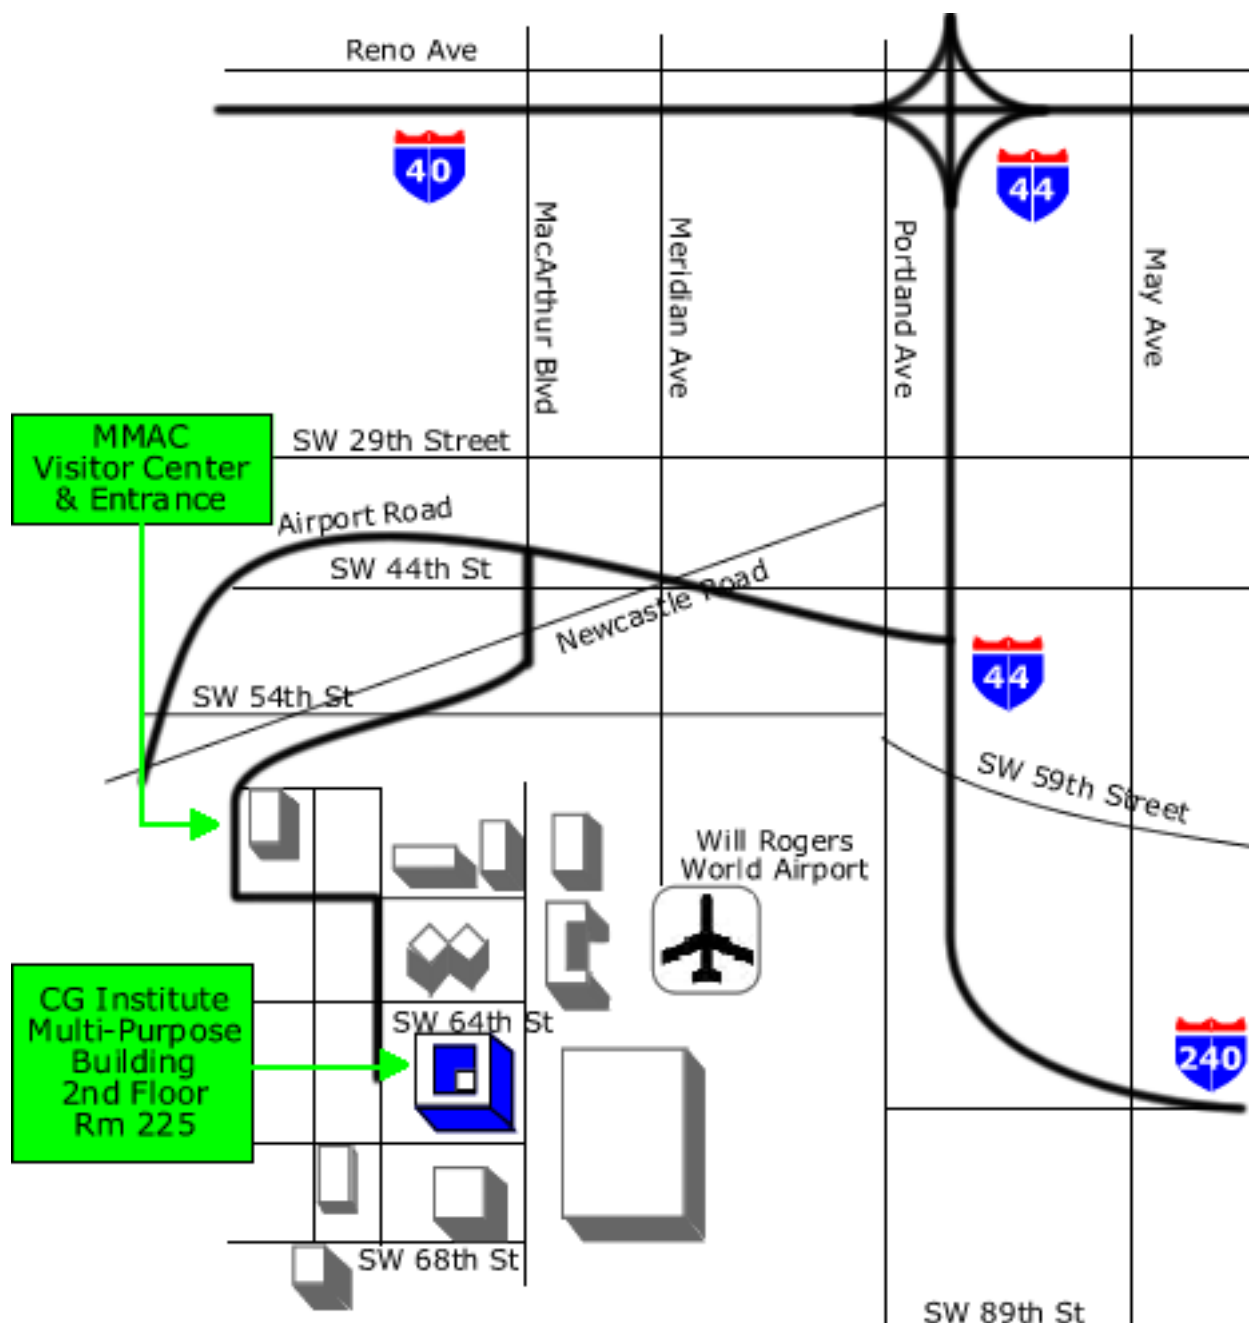 Reno Ave
40
44
MacArthur Blvd
Meridian Ave
Portland Ave
May Ave
MMAC
Visitor Center
& Entrance
SW 29th Street
Airport Road
SW 44th St
Newcastle Road
44
SW 54th St
SW 59th Street
Will Rogers
World Airport
CG Institute
Multi-Purpose
Building
2nd Floor
Rm 225
SW 64th St
240
SW 68th St
SW 89th St